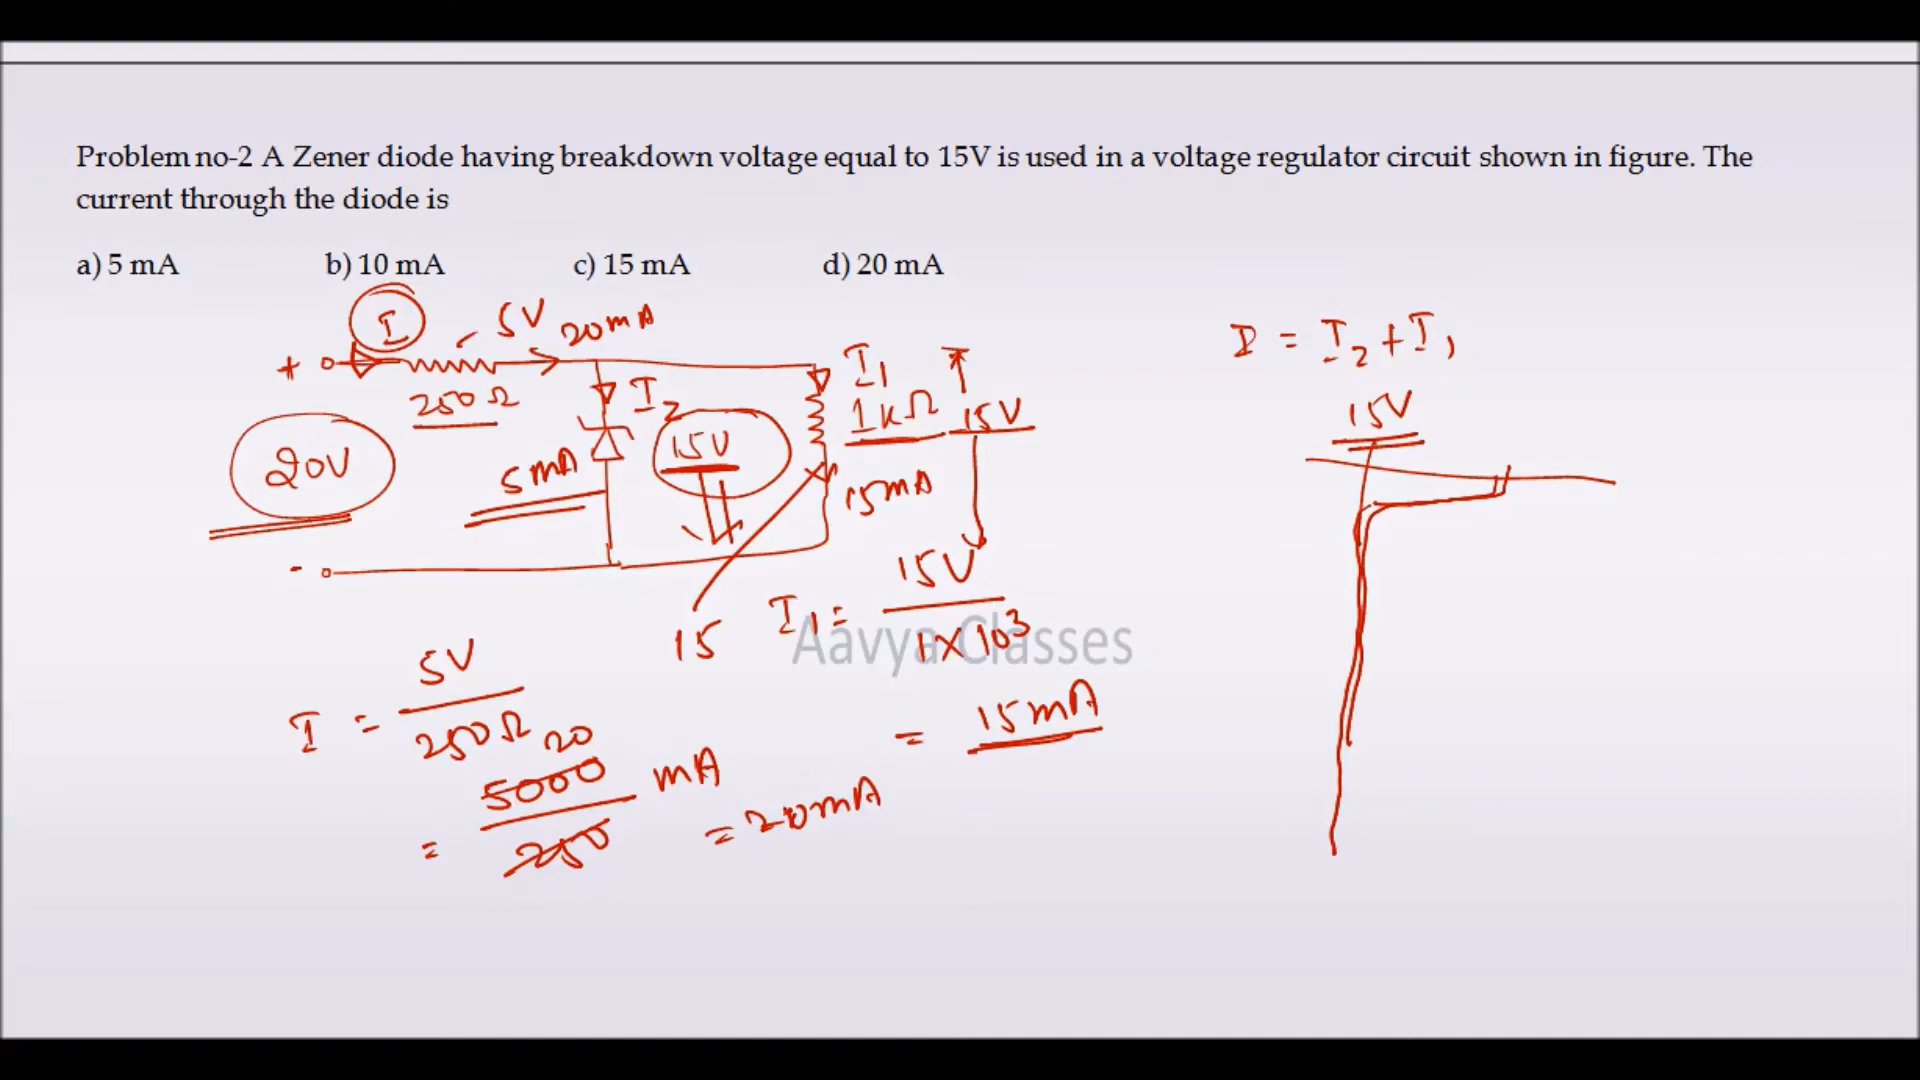 Problem no-2 A Zener diode having breakdown voltage equal to 15V is used in a voltage regulator circuit shown in figure. The
current through the diode is
a) 5 mA b) 10 mA c) 15 mA d) 20 mA
I 5V 20mA
+ 250Ω I2 I1
1kΩ 15V
20V 5mA 15V 15mA
-
I = I2 + I1
15V
15 I1 = 15V
1×10³
Aavya Classes
= 15mA
I = 5V
250Ω
= 5000 20 mA
250
= 20mA